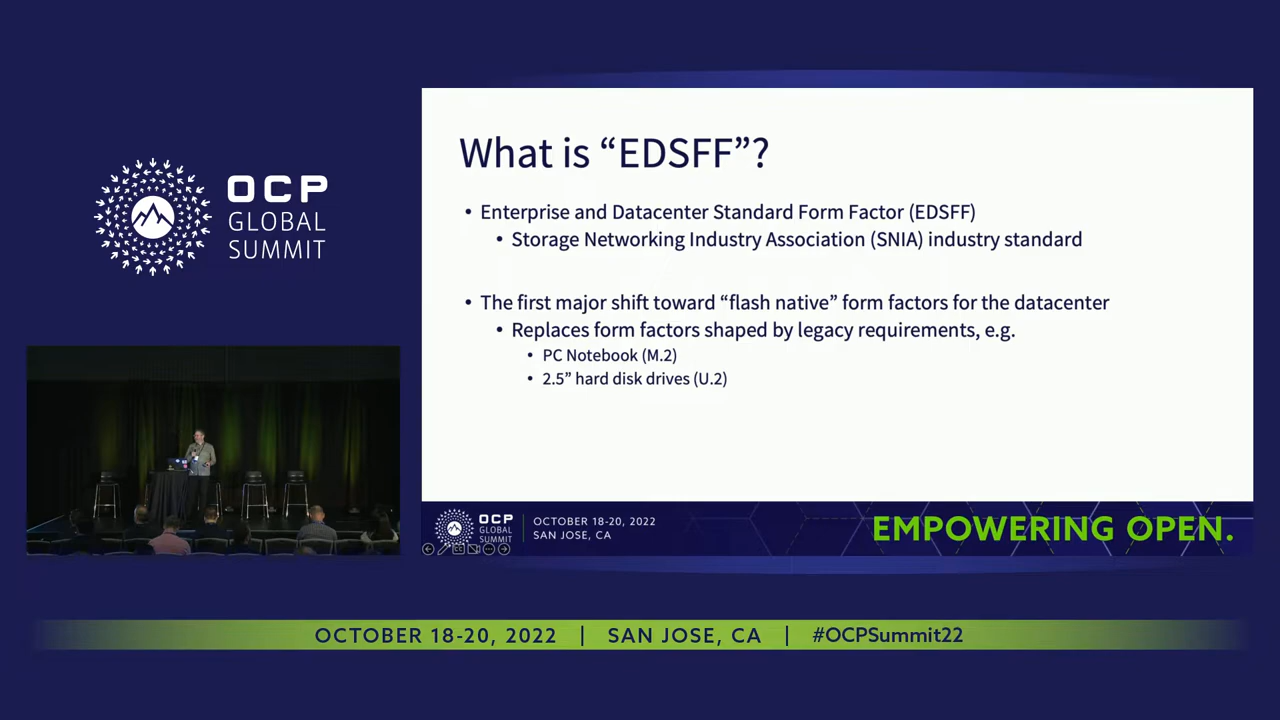 OCP
GLOBAL
SUMMIT
What is “EDSFF”?
• Enterprise and Datacenter Standard Form Factor (EDSFF)
• Storage Networking Industry Association (SNIA) industry standard
• The first major shift toward “flash native” form factors for the datacenter
• Replaces form factors shaped by legacy requirements, e.g.
• PC Notebook (M.2)
• 2.5” hard disk drives (U.2)
OCP
GLOBAL
SUMMIT
OCTOBER 18-20, 2022
SAN JOSE, CA
EMPOWERING OPEN.
OCTOBER 18-20, 2022 | SAN JOSE, CA | #OCPSummit22